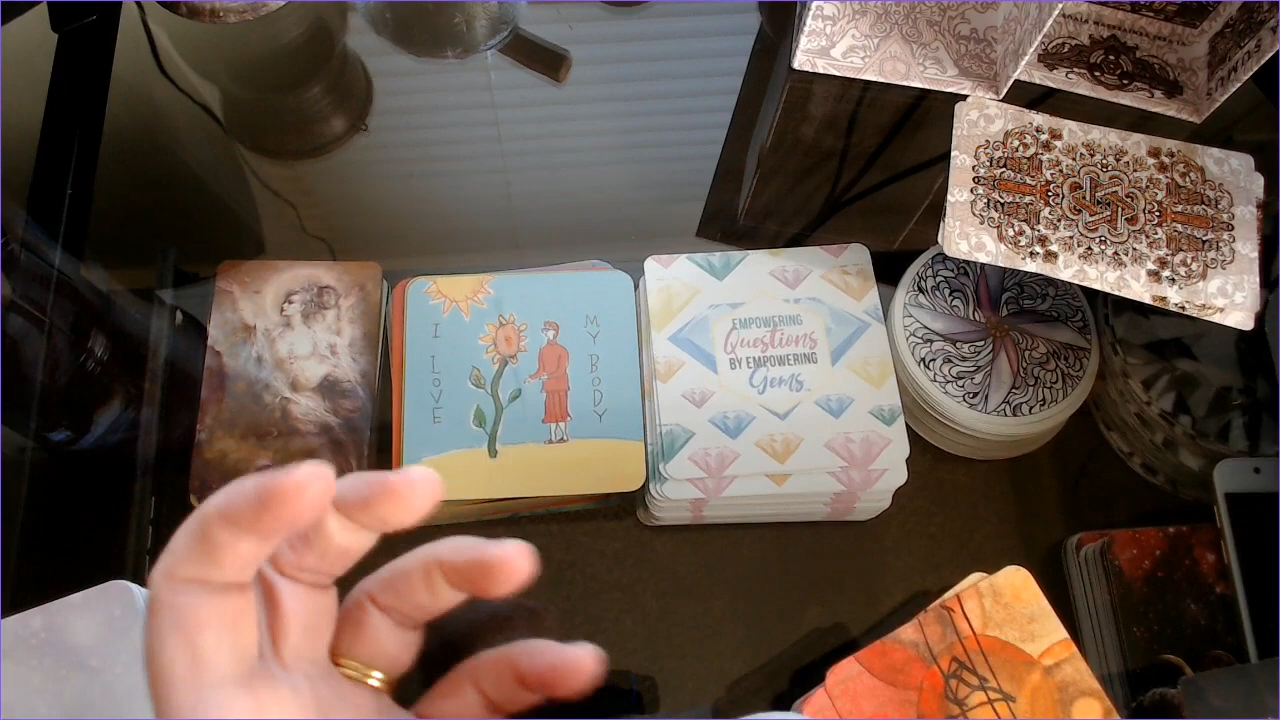 I LOVE
MY BODY
EMPOWERING
Questions
BY EMPOWERING
Gems